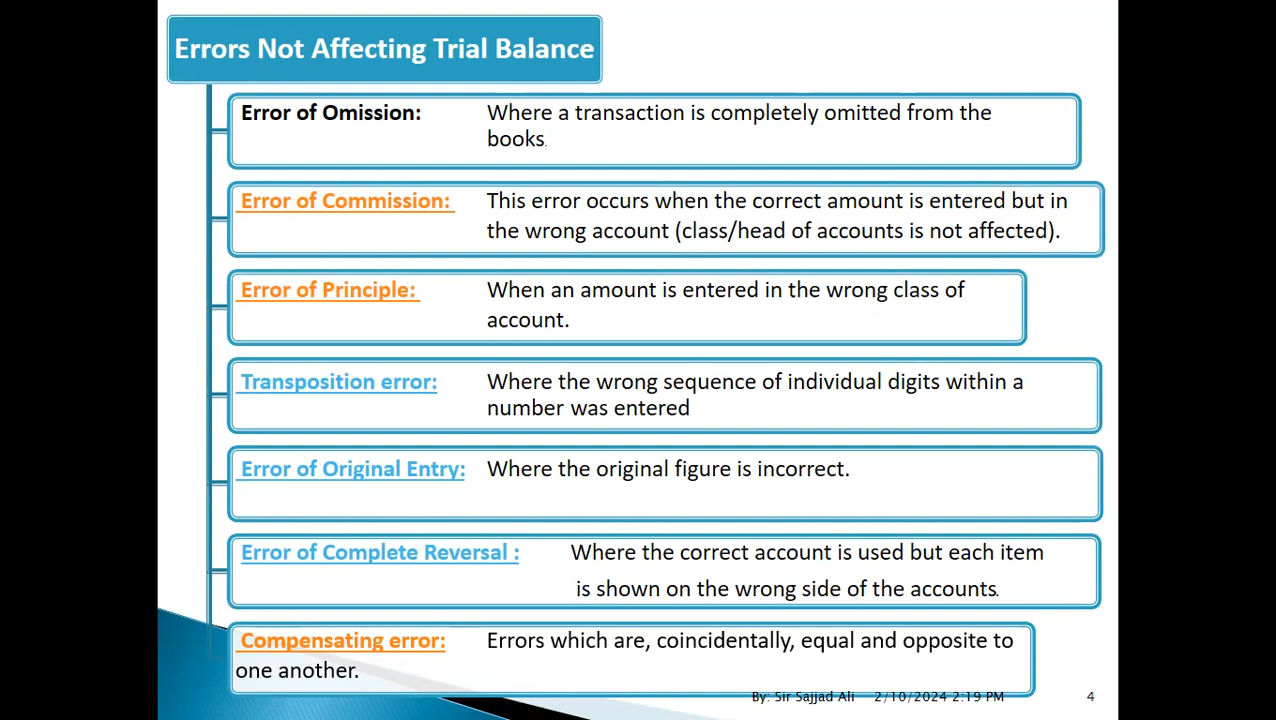 Errors Not Affecting Trial Balance
Error of Omission: Where a transaction is completely omitted from the
books.
Error of Commission: This error occurs when the correct amount is entered but in
the wrong account (class/head of accounts is not affected).
Error of Principle: When an amount is entered in the wrong class of
account.
Transposition error: Where the wrong sequence of individual digits within a
number was entered
Error of Original Entry: Where the original figure is incorrect.
Error of Complete Reversal : Where the correct account is used but each item
is shown on the wrong side of the accounts.
Compensating error: Errors which are, coincidentally, equal and opposite to
one another.
By: Sir Sajjad Ali 2/10/2024 2:19 PM 4